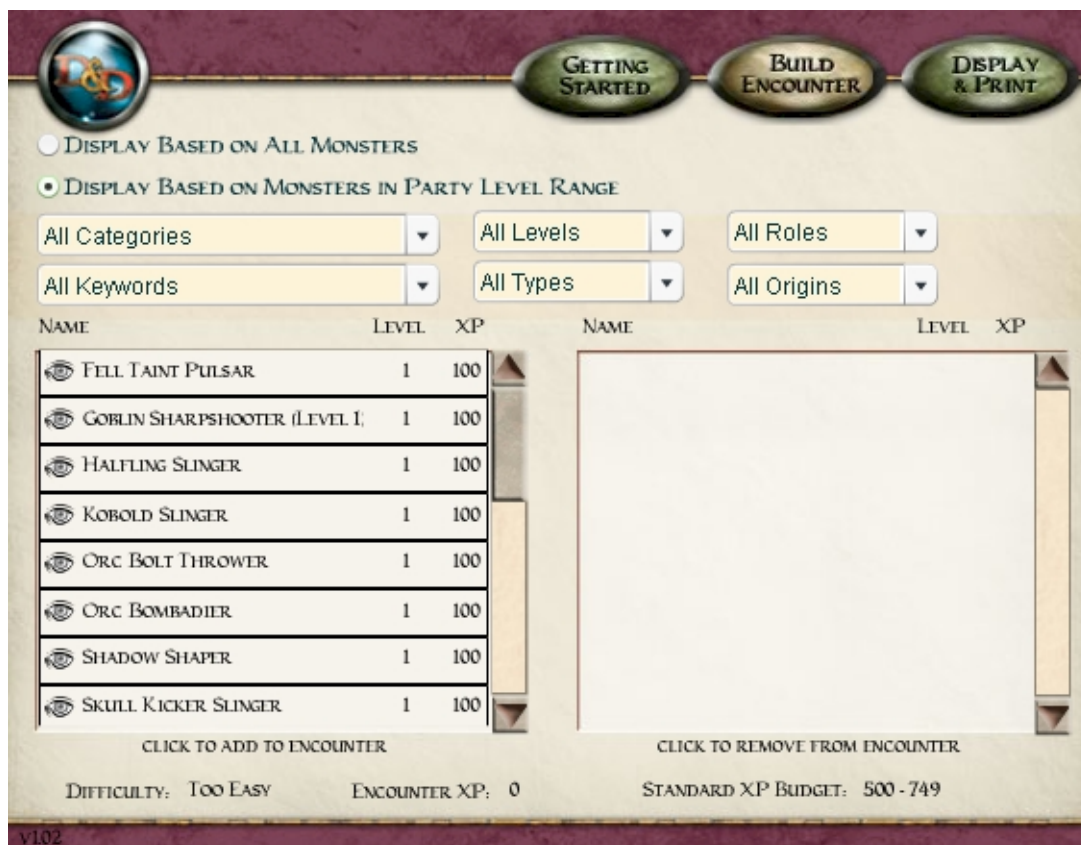 D&D
GETTING STARTED
BUILD ENCOUNTER
DISPLAY & PRINT
DISPLAY BASED ON ALL MONSTERS
DISPLAY BASED ON MONSTERS IN PARTY LEVEL RANGE
All Categories All Levels All Roles
All Keywords All Types All Origins
NAME LEVEL XP NAME LEVEL XP
FELL TAINT PULSAR 1 100
GOBLIN SHARPSHOOTER (LEVEL 1) 1 100
HALFLING SLINGER 1 100
KOBOLD SLINGER 1 100
ORC BOLT THROWER 1 100
ORC BOMBADIER 1 100
SHADOW SHAPER 1 100
SKULL KICKER SLINGER 1 100
CLICK TO ADD TO ENCOUNTER CLICK TO REMOVE FROM ENCOUNTER
DIFFICULTY: TOO EASY ENCOUNTER XP: 0 STANDARD XP BUDGET: 500 - 749
V1.02